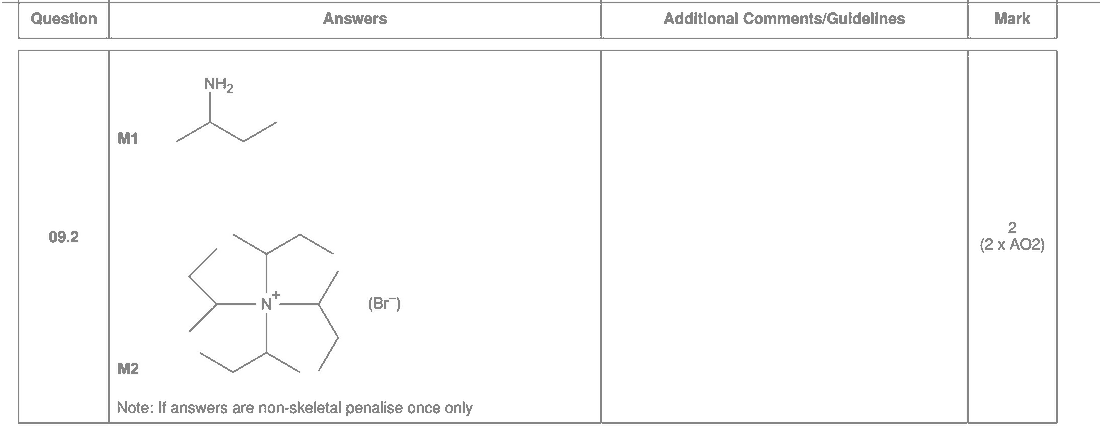 Question Answers Additional Comments/Guidelines Mark
NH₂
M1
09.2
2
(2 x AO2)
N⁺ (Br⁻)
M2
Note: If answers are non-skeletal penalise once only